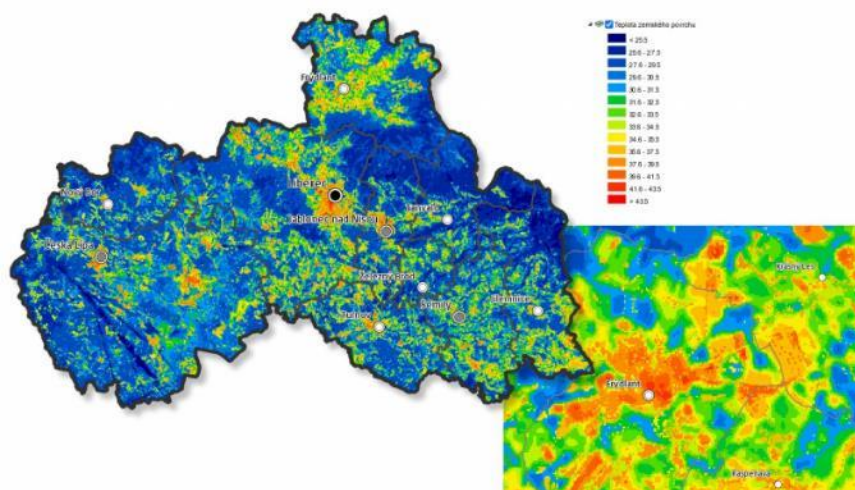 Teplota zemského povrchu
< 25.5
25.6 - 27.5
27.6 - 29.5
29.6 - 30.5
30.6 - 31.5
31.6 - 32.5
32.6 - 33.5
33.6 - 34.5
34.6 - 35.5
35.6 - 37.5
37.6 - 39.5
39.6 - 41.5
41.6 - 43.5
> 43.5
Frýdlant
Liberec
Nový Bor
Tanvald
Jablonec nad Nisou
Česká Lípa
Železný Brod
Semily
Jilemnice
Turnov
Krásný Les
Frýdlant
Raspenava